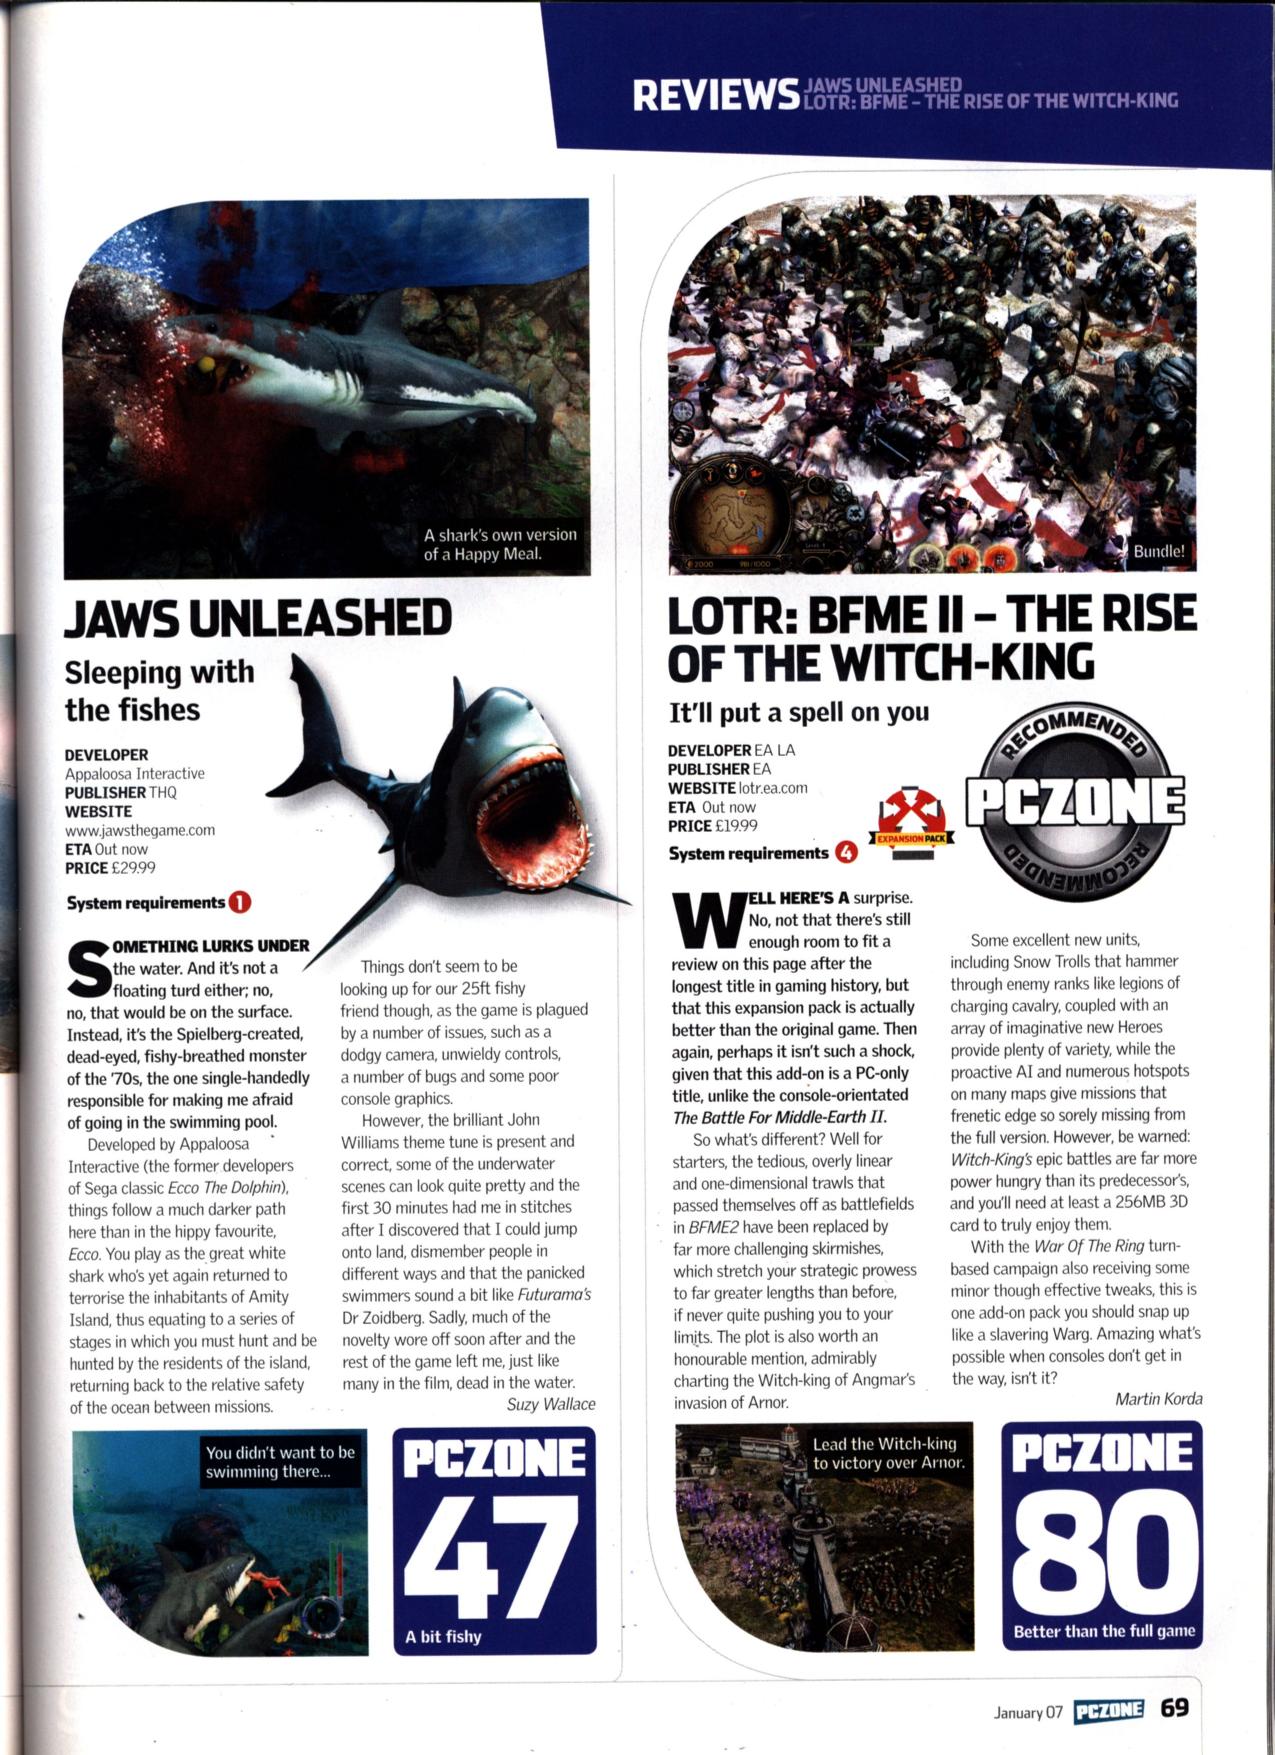 REVIEWS JAWS UNLEASHED
LOTR: BFME – THE RISE OF THE WITCH-KING
A shark's own version
of a Happy Meal.
JAWS UNLEASHED
Sleeping with
the fishes
DEVELOPER
Appaloosa Interactive
PUBLISHER THQ
WEBSITE
www.jawsthegame.com
ETA Out now
PRICE £29.99
System requirements 1
SOMETHING LURKS UNDER
the water. And it's not a
floating turd either; no,
no, that would be on the surface.
Instead, it's the Spielberg-created,
dead-eyed, fishy-breathed monster
of the '70s, the one single-handedly
responsible for making me afraid
of going in the swimming pool.
Developed by Appaloosa
Interactive (the former developers
of Sega classic Ecco The Dolphin),
things follow a much darker path
here than in the hippy favourite,
Ecco. You play as the great white
shark who's yet again returned to
terrorise the inhabitants of Amity
Island, thus equating to a series of
stages in which you must hunt and be
hunted by the residents of the island,
returning back to the relative safety
of the ocean between missions.
Things don't seem to be
looking up for our 25ft fishy
friend though, as the game is plagued
by a number of issues, such as a
dodgy camera, unwieldy controls,
a number of bugs and some poor
console graphics.
However, the brilliant John
Williams theme tune is present and
correct, some of the underwater
scenes can look quite pretty and the
first 30 minutes had me in stitches
after I discovered that I could jump
onto land, dismember people in
different ways and that the panicked
swimmers sound a bit like Futurama's
Dr Zoidberg. Sadly, much of the
novelty wore off soon after and the
rest of the game left me, just like
many in the film, dead in the water.
Suzy Wallace
You didn't want to be
swimming there...
PCZONE
47
A bit fishy
Bundle!
2000
981/1000
LOTR: BFME II – THE RISE
OF THE WITCH-KING
It'll put a spell on you
DEVELOPER EA LA
PUBLISHER EA
WEBSITE lotr.ea.com
ETA Out now
PRICE £19.99
System requirements 4
EXPANSION PACK
RECOMMENDED
PCZONE
RECOMMENDED
WELL HERE'S A surprise.
No, not that there's still
enough room to fit a
review on this page after the
longest title in gaming history, but
that this expansion pack is actually
better than the original game. Then
again, perhaps it isn't such a shock,
given that this add-on is a PC-only
title, unlike the console-orientated
The Battle For Middle-Earth II.
So what's different? Well for
starters, the tedious, overly linear
and one-dimensional trawls that
passed themselves off as battlefields
in BFME2 have been replaced by
far more challenging skirmishes,
which stretch your strategic prowess
to far greater lengths than before,
if never quite pushing you to your
limits. The plot is also worth an
honourable mention, admirably
charting the Witch-king of Angmar's
invasion of Arnor.
Some excellent new units,
including Snow Trolls that hammer
through enemy ranks like legions of
charging cavalry, coupled with an
array of imaginative new Heroes
provide plenty of variety, while the
proactive AI and numerous hotspots
on many maps give missions that
frenetic edge so sorely missing from
the full version. However, be warned:
Witch-King's epic battles are far more
power hungry than its predecessor's,
and you'll need at least a 256MB 3D
card to truly enjoy them.
With the War Of The Ring turn-
based campaign also receiving some
minor though effective tweaks, this is
one add-on pack you should snap up
like a slavering Warg. Amazing what's
possible when consoles don't get in
the way, isn't it?
Martin Korda
Lead the Witch-king
to victory over Arnor.
PCZONE
80
Better than the full game
January 07 PCZONE 69